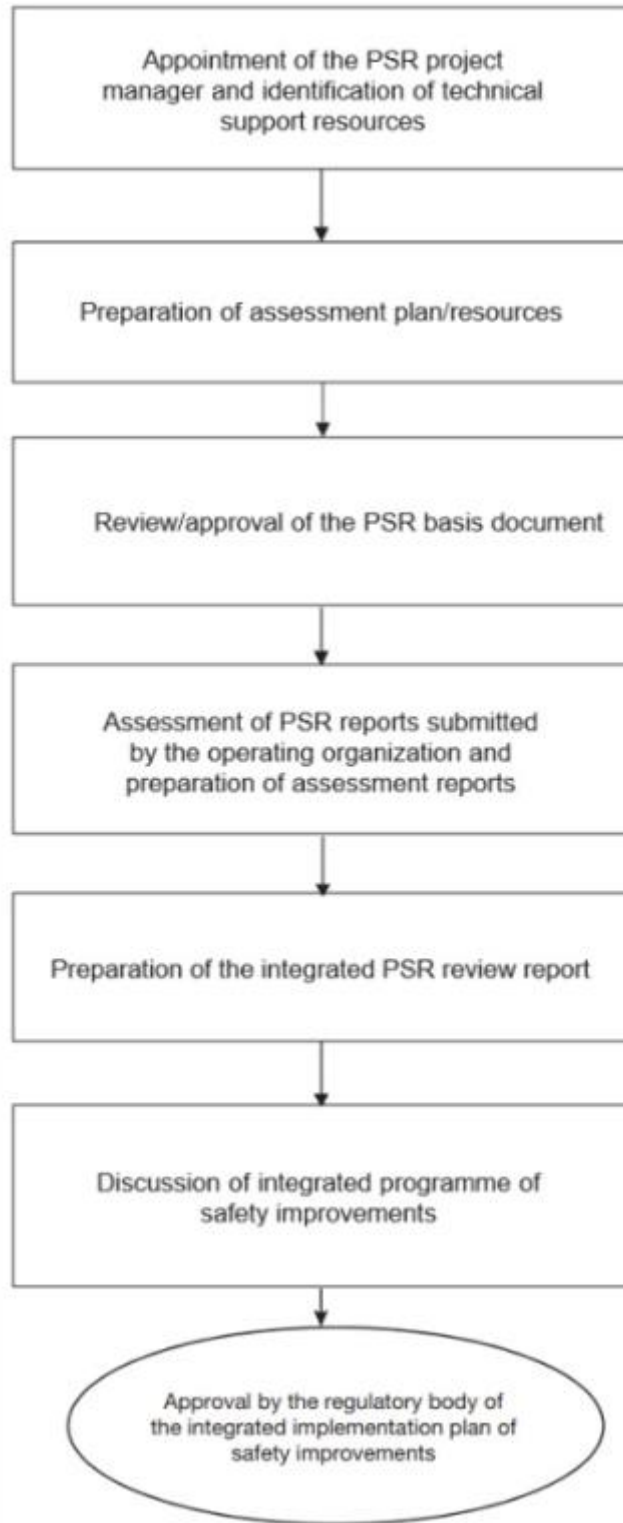 Appointment of the PSR project
manager and identification of technical
support resources
Preparation of assessment plan/resources
Review/approval of the PSR basis document
Assessment of PSR reports submitted
by the operating organization and
preparation of assessment reports
Preparation of the integrated PSR review report
Discussion of integrated programme of
safety improvements
Approval by the regulatory body of
the integrated implementation plan of
safety improvements